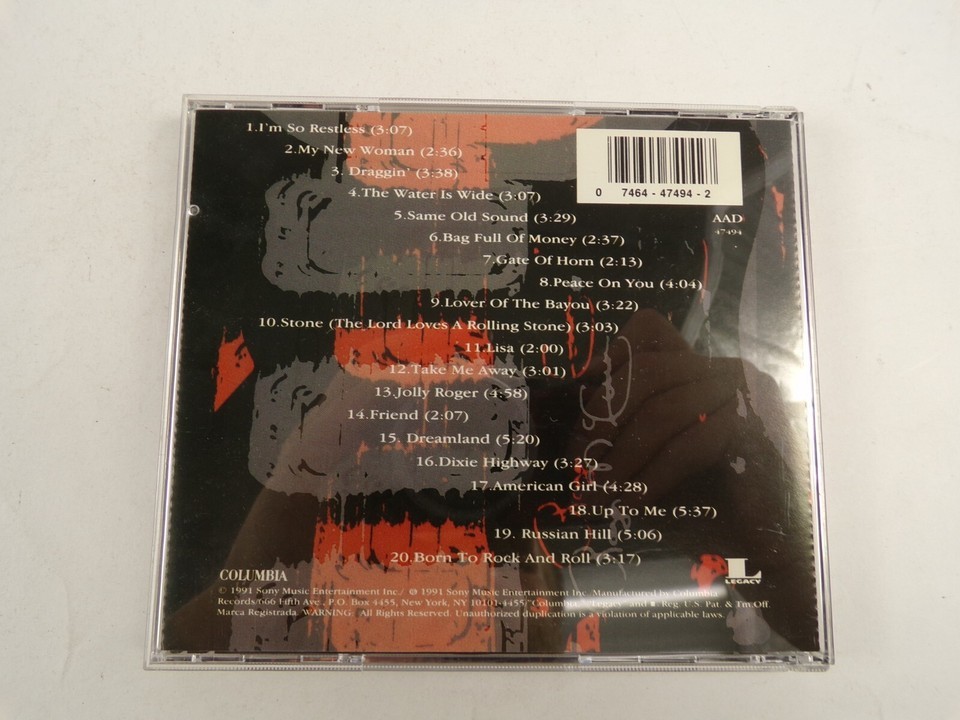 1.I'm So Restless (3:07)
2.My New Woman (2:36)
3. Draggin' (3:38)
4.The Water Is Wide (3:07)
5.Same Old Sound (3:29)
6.Bag Full Of Money (2:37)
7.Gate Of Horn (2:13)
8.Peace On You (4:04)
9.Lover Of The Bayou (3:22)
10.Stone (The Lord Loves A Rolling Stone) (3:03)
11.Lisa (2:00)
12.Take Me Away (3:01)
13.Jolly Roger (4:58)
14.Friend (2:07)
15. Dreamland (5:20)
16.Dixie Highway (3:27)
17.American Girl (4:28)
18.Up To Me (5:37)
19. Russian Hill (5:06)
20.Born To Rock And Roll (3:17)
0 7464 - 47494 - 2
AAD
47494
COLUMBIA
L
LEGACY
© 1991 Sony Music Entertainment Inc./ ℗ 1991 Sony Music Entertainment Inc. Manufactured by Columbia
Records/666 Fifth Ave., P.O. Box 4455, New York, NY 10101-4455/"Columbia," "Legacy" and L Reg. U.S. Pat. & Tm.Off.
Marca Registrada. WARNING: All Rights Reserved. Unauthorized duplication is a violation of applicable laws.